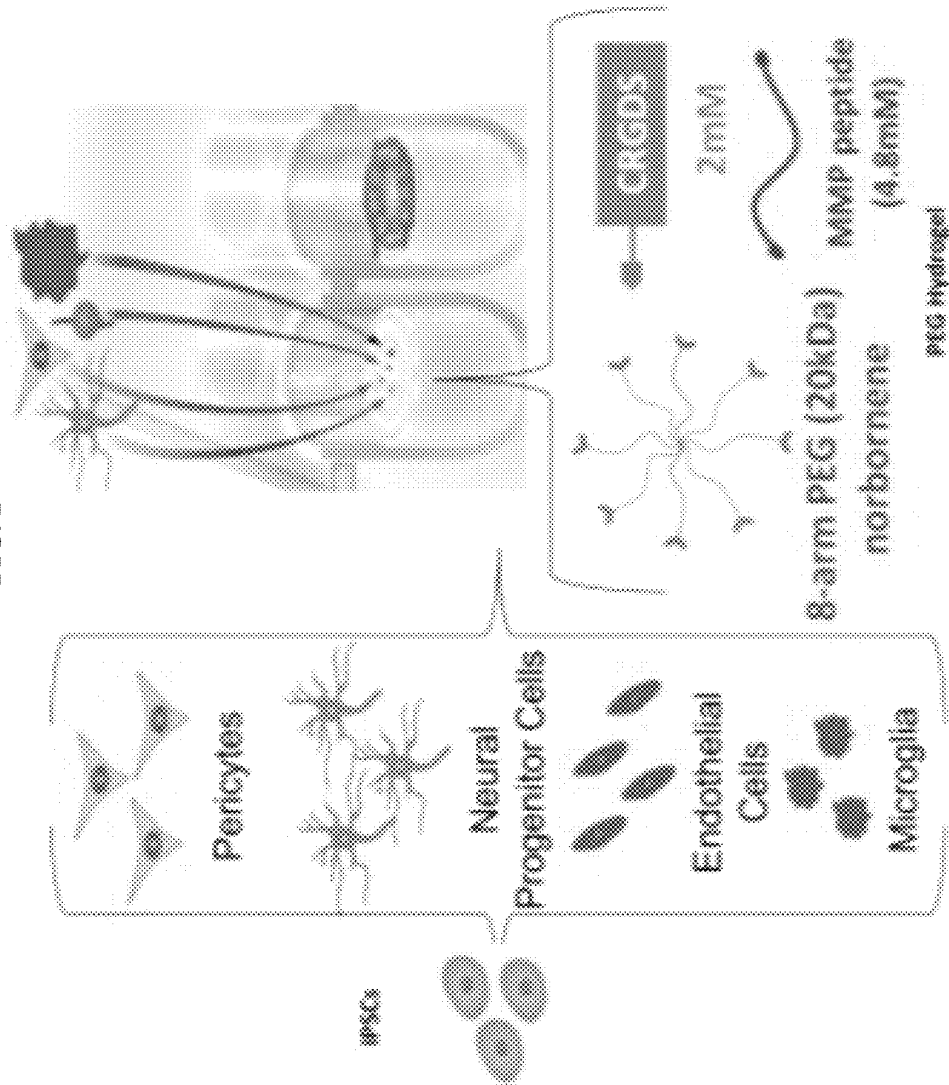 iPSCs
Pericytes
Neural
Progenitor Cells
Endothelial
Cells
Microglia
8-arm PEG (20kDa)
norbornene
CRGDS
2mM
MMP peptide
(4.8mM)
PEG Hydrogel